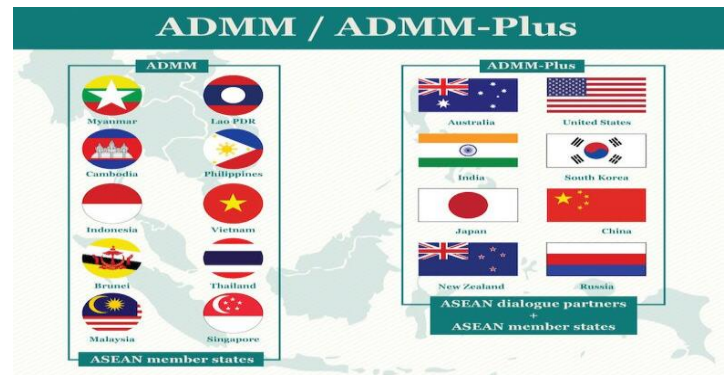 ADMM / ADMM-Plus
ADMM
Myanmar
Lao PDR
Cambodia
Philippines
Indonesia
Vietnam
Brunei
Thailand
Malaysia
Singapore
ASEAN member states
ADMM-Plus
Australia
United States
India
South Korea
Japan
China
New Zealand
Russia
ASEAN dialogue partners
+
ASEAN member states